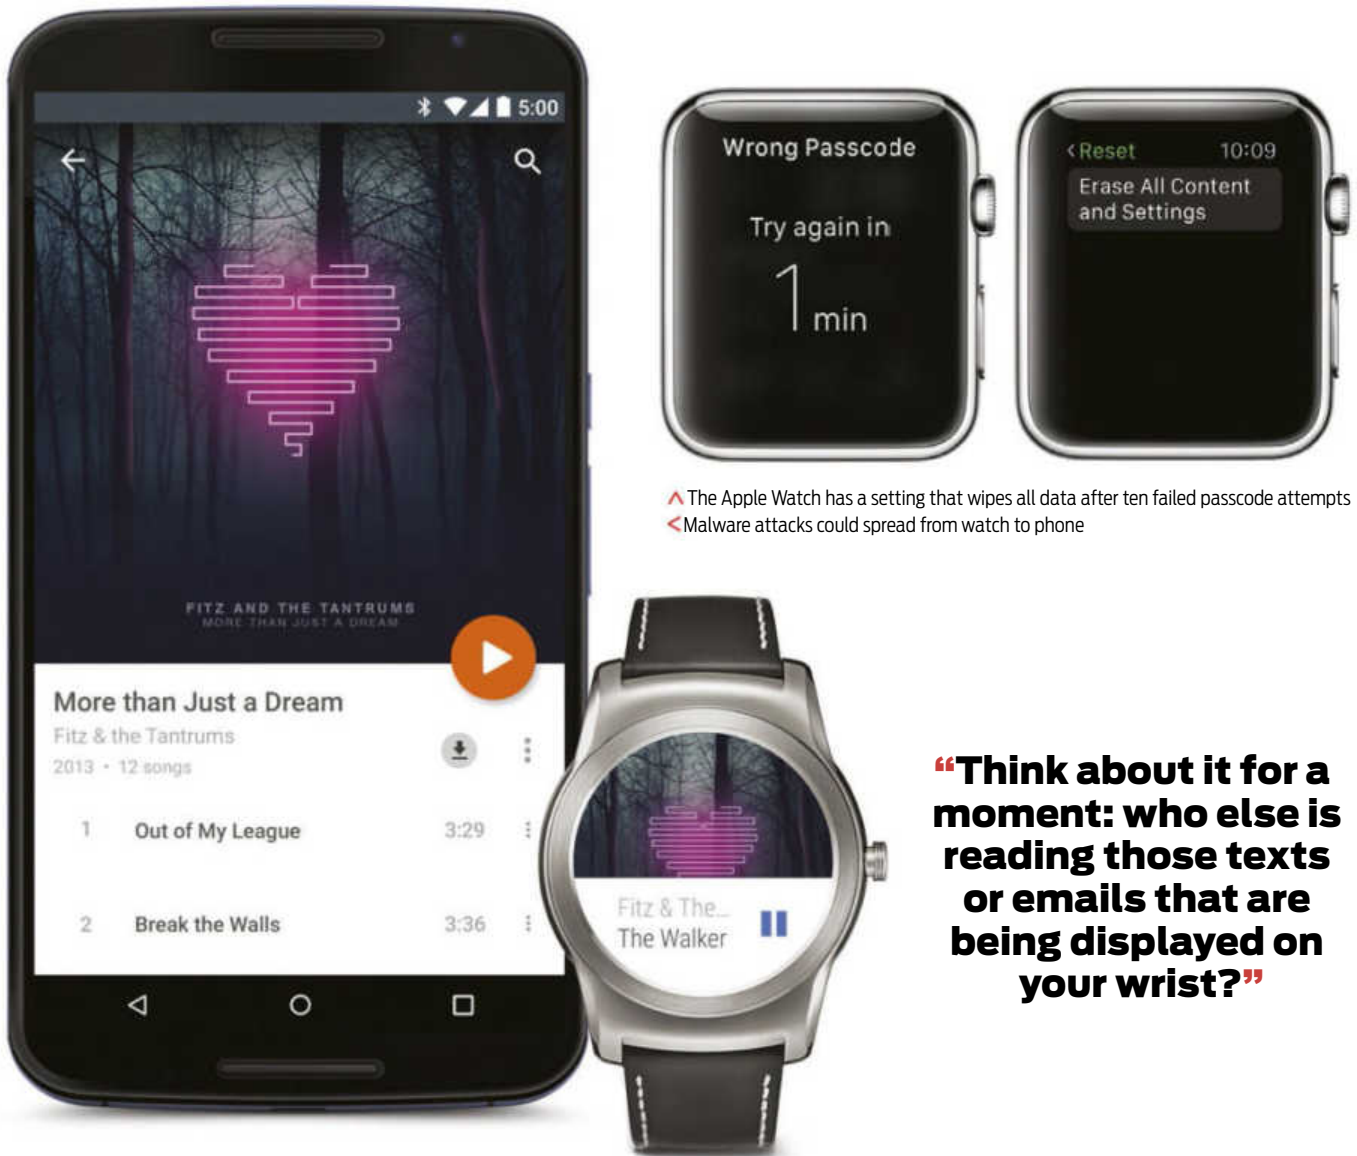 5:00
FITZ AND THE TANTRUMS
MORE THAN JUST A DREAM
More than Just a Dream
Fitz & the Tantrums
2013 • 12 songs
1 Out of My League 3:29
2 Break the Walls 3:36
Wrong Passcode
Try again in
1 min
<Reset 10:09
Erase All Content
and Settings
The Apple Watch has a setting that wipes all data after ten failed passcode attempts
Malware attacks could spread from watch to phone
Fitz & The...
The Walker
“Think about it for a
moment: who else is
reading those texts
or emails that are
being displayed on
your wrist?”